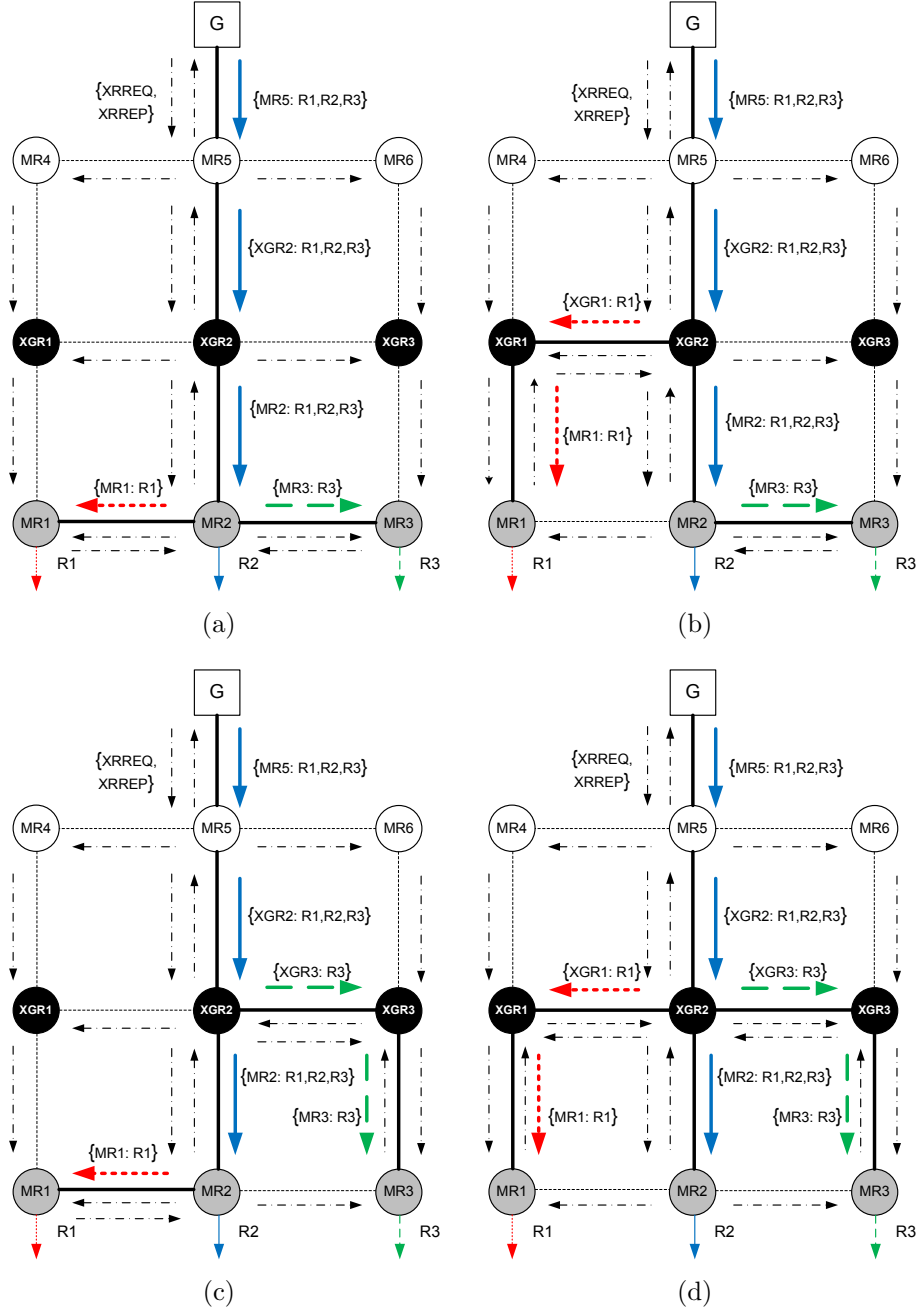 G
{XRREQ,
XRREP}
{MR5: R1,R2,R3}
MR4
MR5
MR6
{XGR2: R1,R2,R3}
XGR1
XGR2
XGR3
{MR2: R1,R2,R3}
{MR1: R1}
{MR3: R3}
MR1
MR2
MR3
R1
R2
R3
(a)
G
{XRREQ,
XRREP}
{MR5: R1,R2,R3}
MR4
MR5
MR6
{XGR2: R1,R2,R3}
{XGR1: R1}
XGR1
XGR2
XGR3
{MR2: R1,R2,R3}
{MR1: R1}
{MR3: R3}
MR1
MR2
MR3
R1
R2
R3
(b)
G
{XRREQ,
XRREP}
{MR5: R1,R2,R3}
MR4
MR5
MR6
{XGR2: R1,R2,R3}
{XGR3: R3}
XGR1
XGR2
XGR3
{MR2: R1,R2,R3}
{MR3: R3}
{MR1: R1}
MR1
MR2
MR3
R1
R2
R3
(c)
G
{XRREQ,
XRREP}
{MR5: R1,R2,R3}
MR4
MR5
MR6
{XGR2: R1,R2,R3}
{XGR1: R1}
{XGR3: R3}
XGR1
XGR2
XGR3
{MR2: R1,R2,R3}
{MR1: R1}
{MR3: R3}
MR1
MR2
MR3
R1
R2
R3
(d)